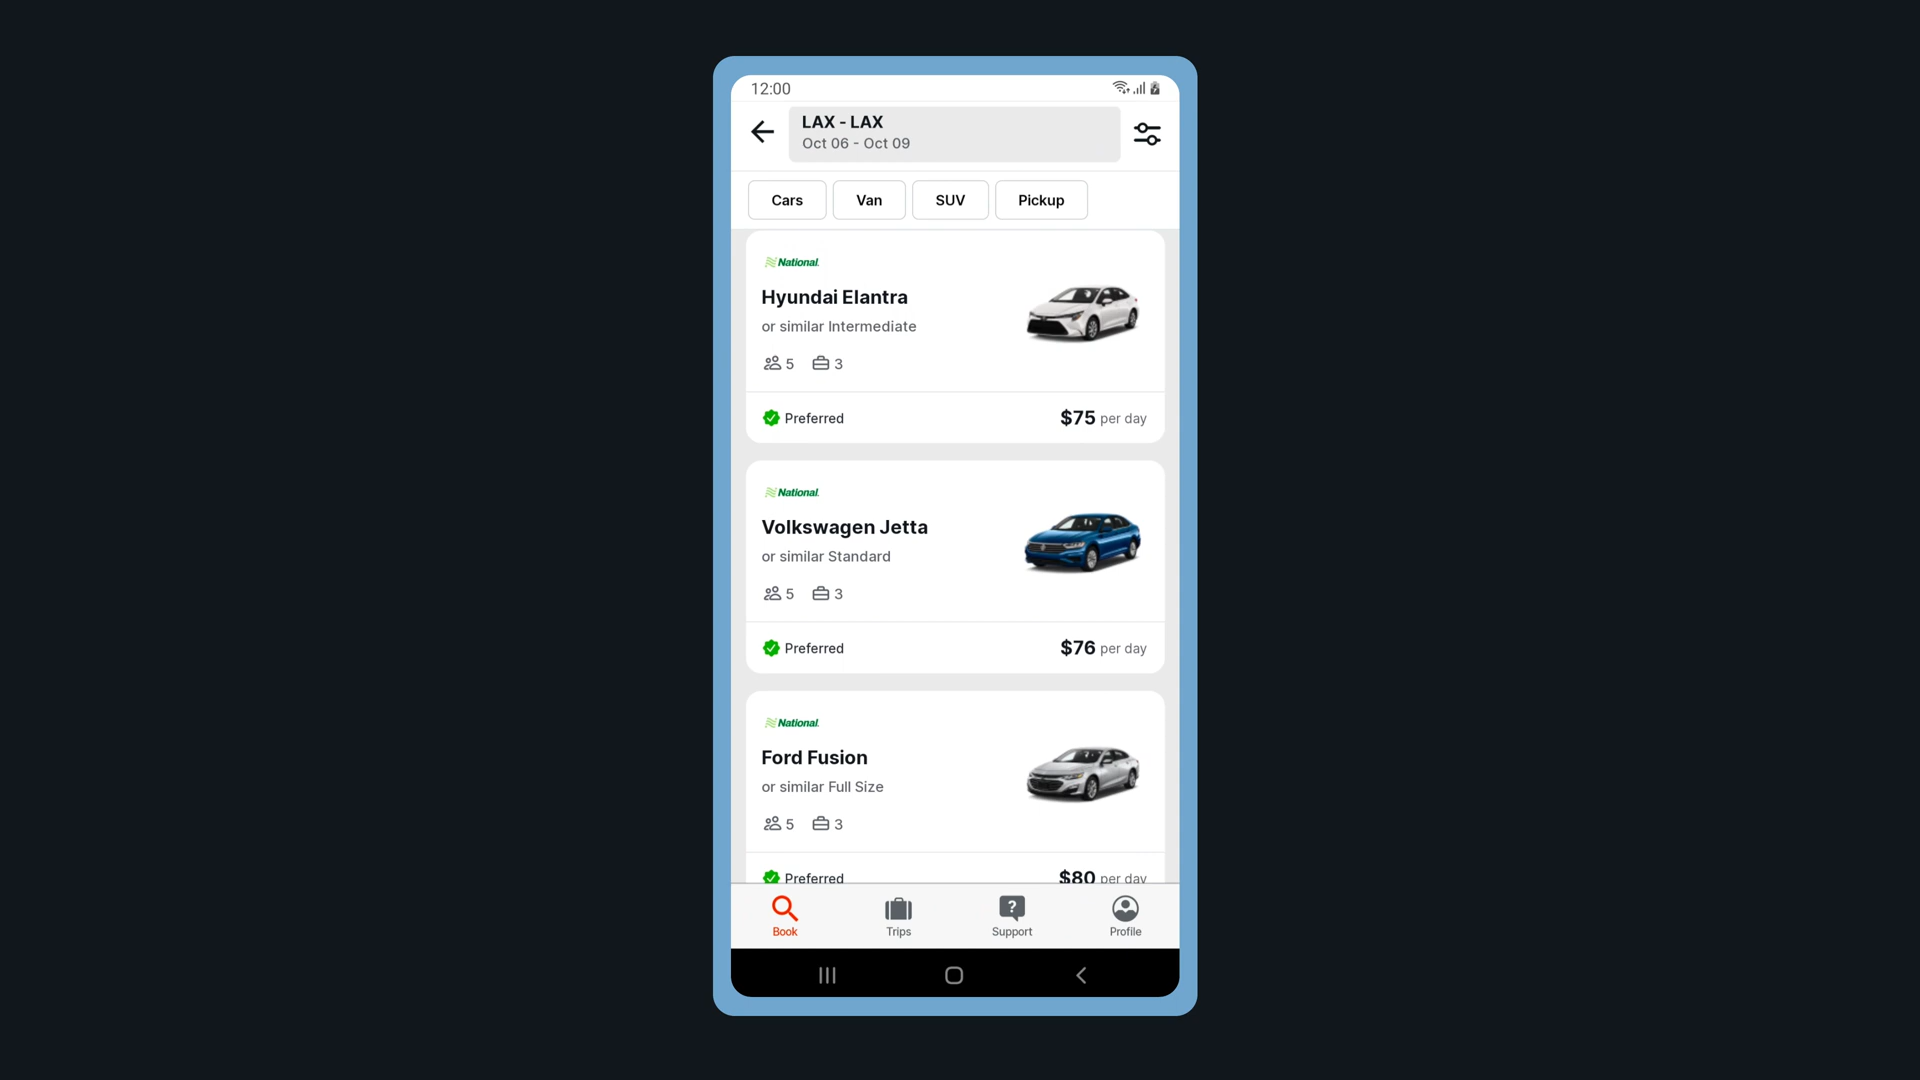 12:00
LAX - LAX
Oct 06 - Oct 09
Cars
Van
SUV
Pickup
National.
Hyundai Elantra
or similar Intermediate
5
3
Preferred
$75 per day
National.
Volkswagen Jetta
or similar Standard
5
3
Preferred
$76 per day
National.
Ford Fusion
or similar Full Size
5
3
Preferred
$80 per day
?
Book
Trips
Support
Profile